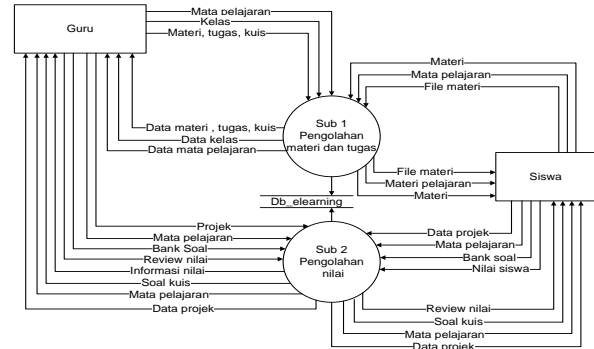 Guru
Mata pelajaran
Kelas
Materi, tugas, kuis
Materi
Mata pelajaran
File materi
Sub 1
Pengolahan
materi dan tugas
Data materi , tugas, kuis
Data kelas
Data mata pelajaran
File materi
Materi pelajaran
Materi
Siswa
Db_elearning
Projek
Mata pelajaran
Bank Soal
Review nilai
Informasi nilai
Soal kuis
Mata pelajaran
Data projek
Sub 2
Pengolahan
nilai
Data projek
Mata pelajaran
Bank soal
Nilai siswa
Review nilai
Soal kuis
Mata pelajaran
Data projek